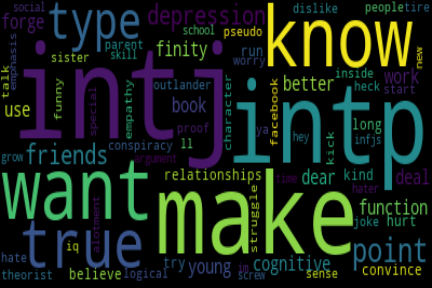 social
forge
type
depression
dislike
people
tire
know
finity
school
pseudo
run
worry
new
emphasis
sister
parent
skill
talk
intj
intp
use
funny
special
empathy
outlander
book
proof
character
facebook
better
inside
heck
work
start
long
infjs
ya
hey
kick
grow
friends
conspiracy
ll
argument
relationships
time
dear
kind
hater
deal
want
make
function
joke
hurt
struggle
true
alotment
point
hate
iq
theorist
believe
logical
try
young
im
screw
cognitive
sense
convince